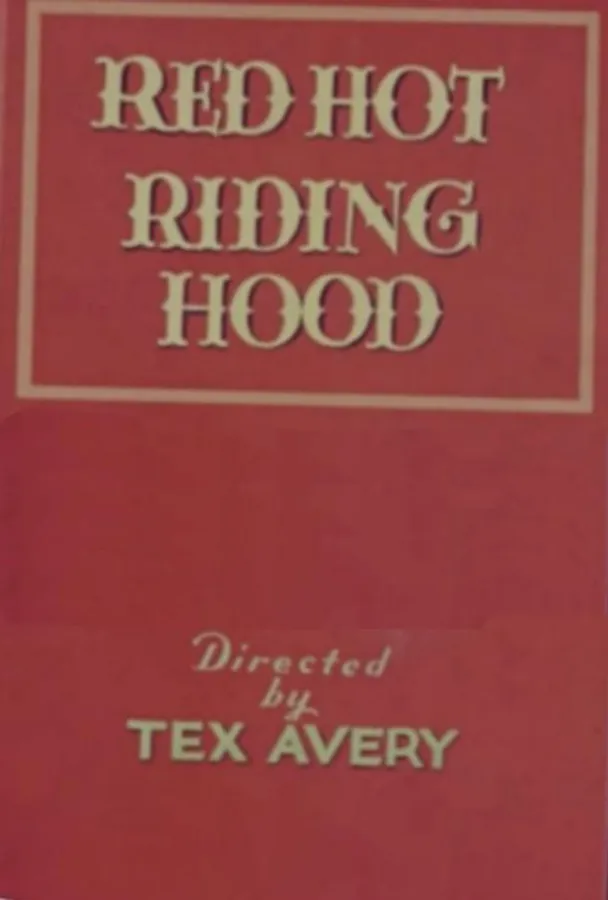 RED HOT
RIDING
HOOD
Directed
by
TEX AVERY